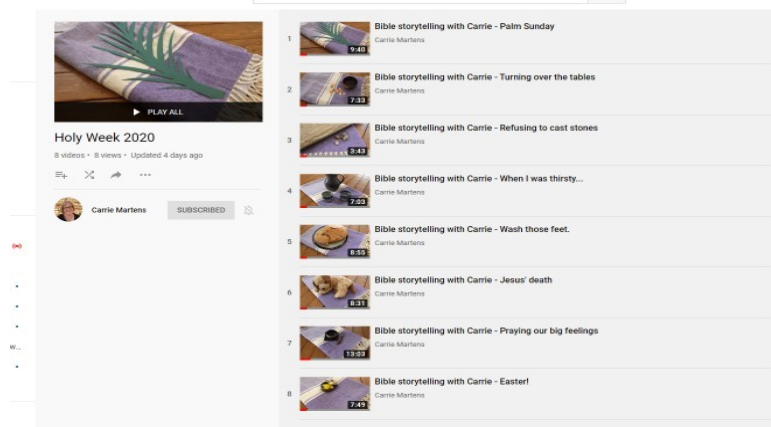 PLAY ALL
Holy Week 2020
8 videos • 8 views • Updated 4 days ago
Carrie Martens
SUBSCRIBED
w...
1
9:40
Bible storytelling with Carrie - Palm Sunday
Carrie Martens
2
7:33
Bible storytelling with Carrie - Turning over the tables
Carrie Martens
3
3:43
Bible storytelling with Carrie - Refusing to cast stones
Carrie Martens
4
7:03
Bible storytelling with Carrie - When I was thirsty...
Carrie Martens
5
8:55
Bible storytelling with Carrie - Wash those feet.
Carrie Martens
6
8:31
Bible storytelling with Carrie - Jesus' death
Carrie Martens
7
13:03
Bible storytelling with Carrie - Praying our big feelings
Carrie Martens
8
7:49
Bible storytelling with Carrie - Easter!
Carrie Martens